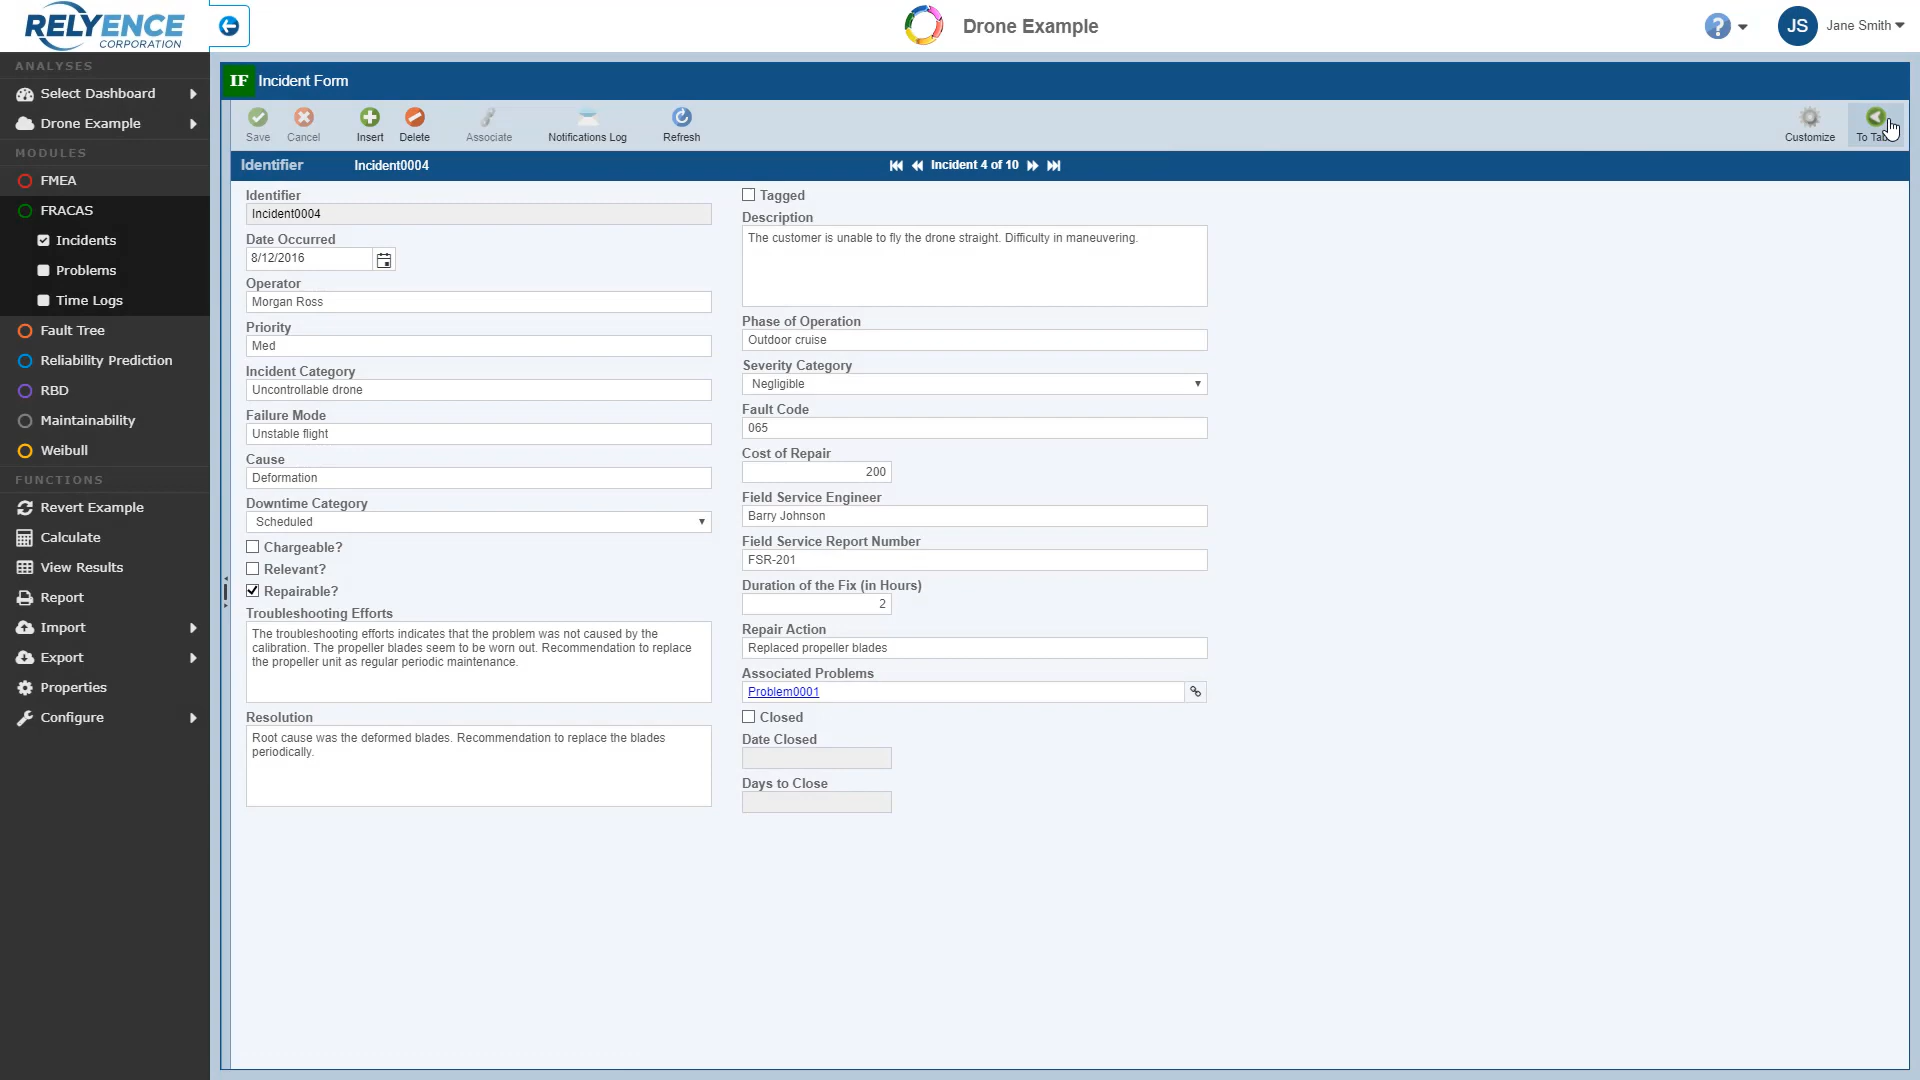 RELYENCE
CORPORATION
Drone Example
?
JS
Jane Smith
ANALYSES
Select Dashboard
Drone Example
MODULES
FMEA
FRACAS
Incidents
Problems
Time Logs
Fault Tree
Reliability Prediction
RBD
Maintainability
Weibull
FUNCTIONS
Revert Example
Calculate
View Results
Report
Import
Export
Properties
Configure
IF Incident Form
Save
Cancel
Insert
Delete
Associate
Notifications Log
Refresh
Customize
Identifier
Incident0004
Incident 4 of 10
Identifier
Incident0004
Date Occurred
8/12/2016
Operator
Morgan Ross
Priority
Med
Incident Category
Uncontrollable drone
Failure Mode
Unstable flight
Cause
Deformation
Downtime Category
Scheduled
Chargeable?
Relevant?
Repairable?
Troubleshooting Efforts
The troubleshooting efforts indicates that the problem was not caused by the
calibration. The propeller blades seem to be worn out. Recommendation to replace
the propeller unit as regular periodic maintenance.
Resolution
Root cause was the deformed blades. Recommendation to replace the blades
periodically.
Tagged
Description
The customer is unable to fly the drone straight. Difficulty in maneuvering.
Phase of Operation
Outdoor cruise
Severity Category
Negligible
Fault Code
065
Cost of Repair
200
Field Service Engineer
Barry Johnson
Field Service Report Number
FSR-201
Duration of the Fix (in Hours)
2
Repair Action
Replaced propeller blades
Associated Problems
Problem0001
Closed
Date Closed
Days to Close